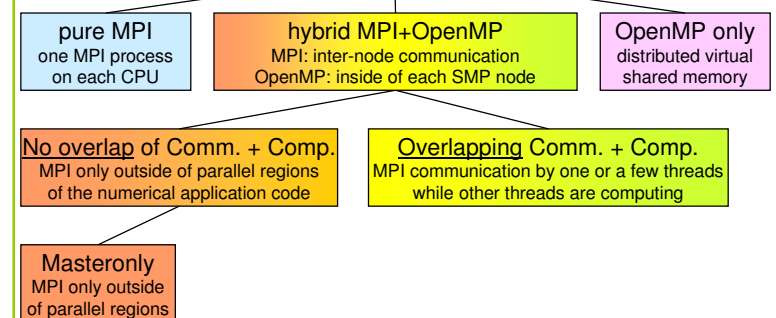 pure MPI
one MPI process
on each CPU
hybrid MPI+OpenMP
MPI: inter-node communication
OpenMP: inside of each SMP node
OpenMP only
distributed virtual
shared memory
No overlap of Comm. + Comp.
MPI only outside of parallel regions
of the numerical application code
Overlapping Comm. + Comp.
MPI communication by one or a few threads
while other threads are computing
Masteronly
MPI only outside
of parallel regions